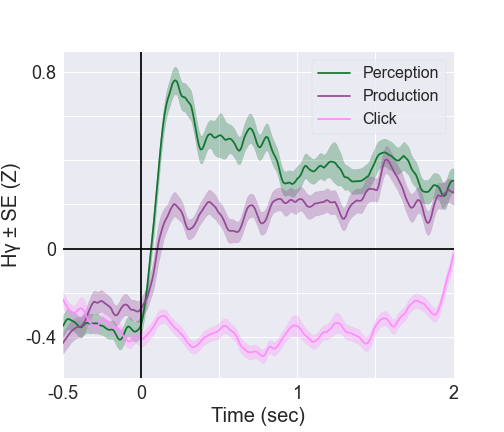 Perception
Production
Click
0.8
0
-0.4
Hγ ± SE (Z)
-0.5
0
1
2
Time (sec)